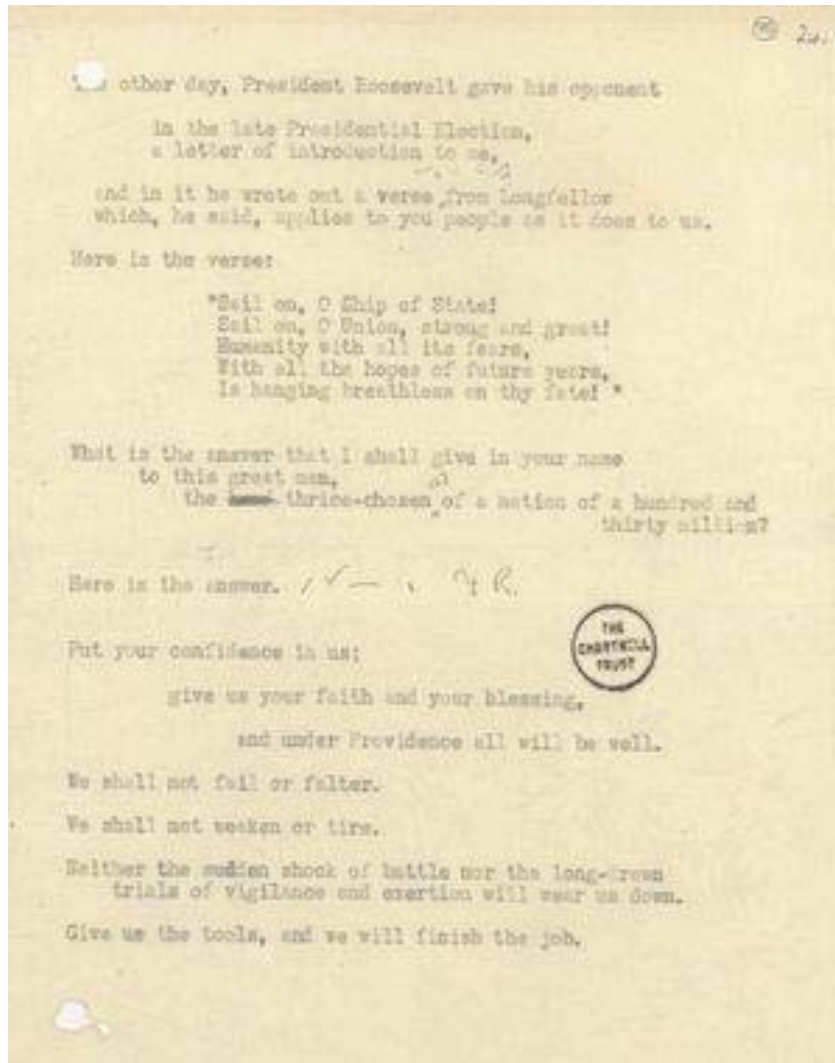 24.
The other day, President Roosevelt gave his opponent
in the late Presidential Election,
a letter of introduction to me,
and in it he wrote out a verse from Longfellow
which, he said, applies to you people as it does to us.
Here is the verse:
"Sail on, O Ship of State!
Sail on, O Union, strong and great!
Humanity with all its fears,
With all the hopes of future years,
Is hanging breathless on thy fate! "
What is the answer that I shall give in your name
to this great man,
the thrice-chosen of a nation of a hundred and
thirty million?
Here is the answer.
THE
CHARTWELL
TRUST
Put your confidence in us;
give us your faith and your blessing,
and under Providence all will be well.
We shall not fail or falter.
We shall not weaken or tire.
Neither the sudden shock of battle nor the long-drawn
trials of vigilance and exertion will wear us down.
Give us the tools, and we will finish the job.